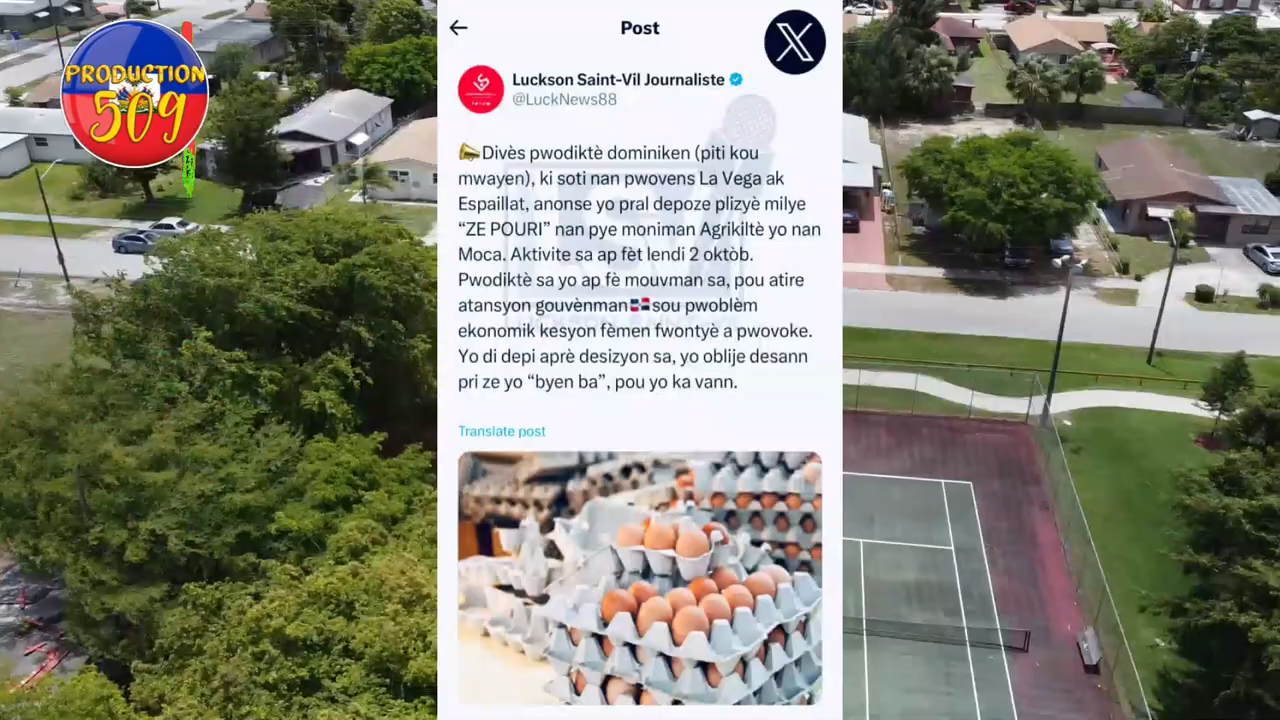 PRODUCTION
509
Post
X
Luckson Saint-Vil Journaliste
@LuckNews88
Divès pwodiktè dominiken (piti kou
mwayen), ki soti nan pwovens La Vega ak
Espaillat, anonse yo pral depoze plizyè milye
“ZE POURI” nan pye moniman Agrikiltè yo nan
Moca. Aktivite sa ap fèt lendi 2 oktòb.
Pwodiktè sa yo ap fè mouvman sa, pou atire
atansyon gouvènman🇩🇴sou pwoblèm
ekonomik kesyon fèmen fwontyè a pwovoke.
Yo di depi aprè desizyon sa, yo oblije desann
pri ze yo “byen ba”, pou yo ka vann.
Translate post